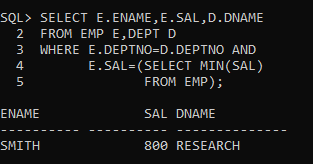 SQL> SELECT E.ENAME,E.SAL,D.DNAME
  2  FROM EMP E,DEPT D
  3  WHERE E.DEPTNO=D.DEPTNO AND
  4        E.SAL=(SELECT MIN(SAL)
  5               FROM EMP);
ENAME             SAL DNAME
---------- ---------- --------------
SMITH             800 RESEARCH